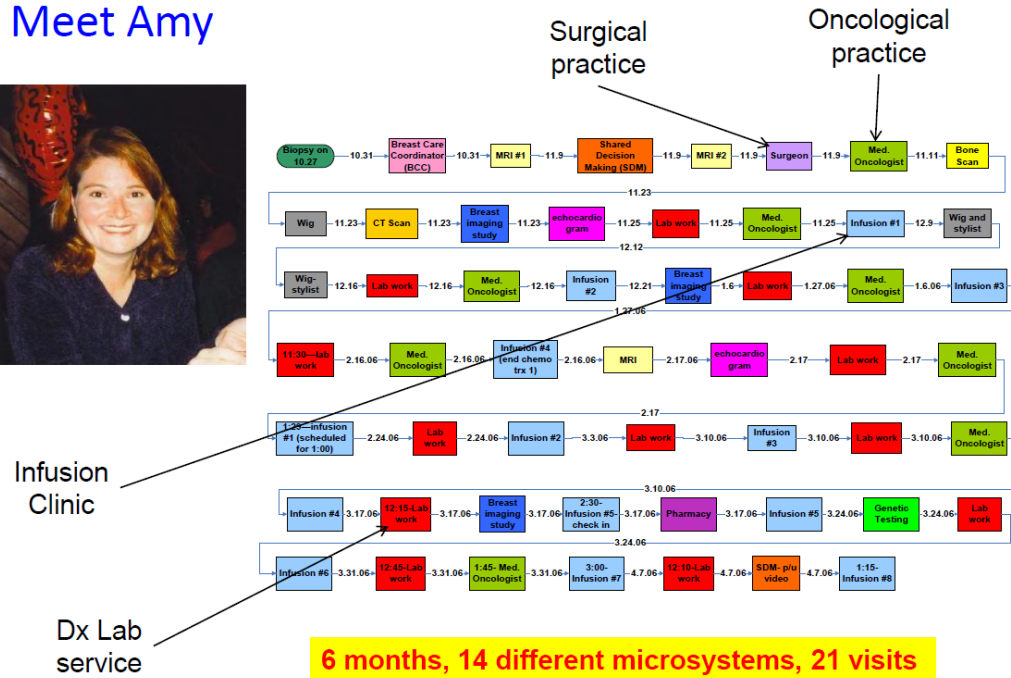 Meet Amy
Surgical
practice
Oncological
practice
Biopsy on
10.27
10.31
Breast Care
Coordinator
(BCC)
10.31
MRI #1
11.9
Shared
Decision
Making (SDM)
11.9
MRI #2
11.9
Surgeon
11.9
Med.
Oncologist
11.11
Bone
Scan
11.23
Wig
11.23
CT Scan
11.23
Breast
imaging
study
11.23
echocardio
gram
11.25
Lab work
11.25
Med.
Oncologist
11.25
Infusion #1
12.9
Wig and
stylist
12.12
Wig-
stylist
12.16
Lab work
12.16
Med.
Oncologist
12.16
Infusion
#2
12.21
Breast
imaging
study
1.6
Lab work
1.27.06
Med.
Oncologist
1.6.06
Infusion #3
1.27.06
11:30—lab
work
2.16.06
Med.
Oncologist
2.16.06
Infusion #4
(end chemo
trx 1)
2.16.06
MRI
2.17.06
echocardio
gram
2.17
Lab work
2.17
Med.
Oncologist
2.17
#1 (scheduled
for 1:00)
2.24.06
Lab
work
2.24.06
Infusion #2
3.3.06
Lab work
3.10.06
Infusion
#3
3.10.06
Lab work
3.10.06
Med.
Oncologist
Infusion
Clinic
3.10.06
Infusion #4
3.17.06
12:15-Lab
work
3.17.06
Breast
imaging
study
3.17.06
2:30-
Infusion #5-
check in
3.17.06
Pharmacy
3.17.06
Infusion #5
3.24.06
Genetic
Testing
3.24.06
Lab
work
3.24.06
Infusion #6
3.31.06
12:45-Lab
work
3.31.06
1:45- Med.
Oncologist
3.31.06
3:00-
Infusion #7
4.7.06
12:10-Lab
work
4.7.06
SDM- p/u
video
4.7.06
1:15-
Infusion #8
Dx Lab
service
6 months, 14 different microsystems, 21 visits